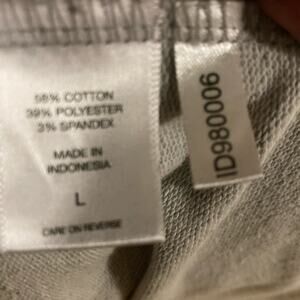 58% COTTON
39% POLYESTER
3% SPANDEX
MADE IN
INDONESIA
L
CARE ON REVERSE
ID980006